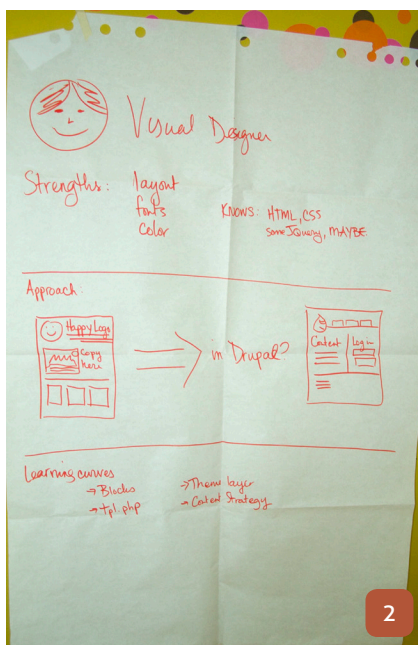 Visual Designer
Strengths: layout
fonts
color
Knows: HTML, CSS
some JQuery, MAYBE
Approach:
Happy Logo
Copy here
in Drupal?
Content
Log in
Learning curves
→Blocks
→tpl.php
→Theme layer
→Content Strategy
2